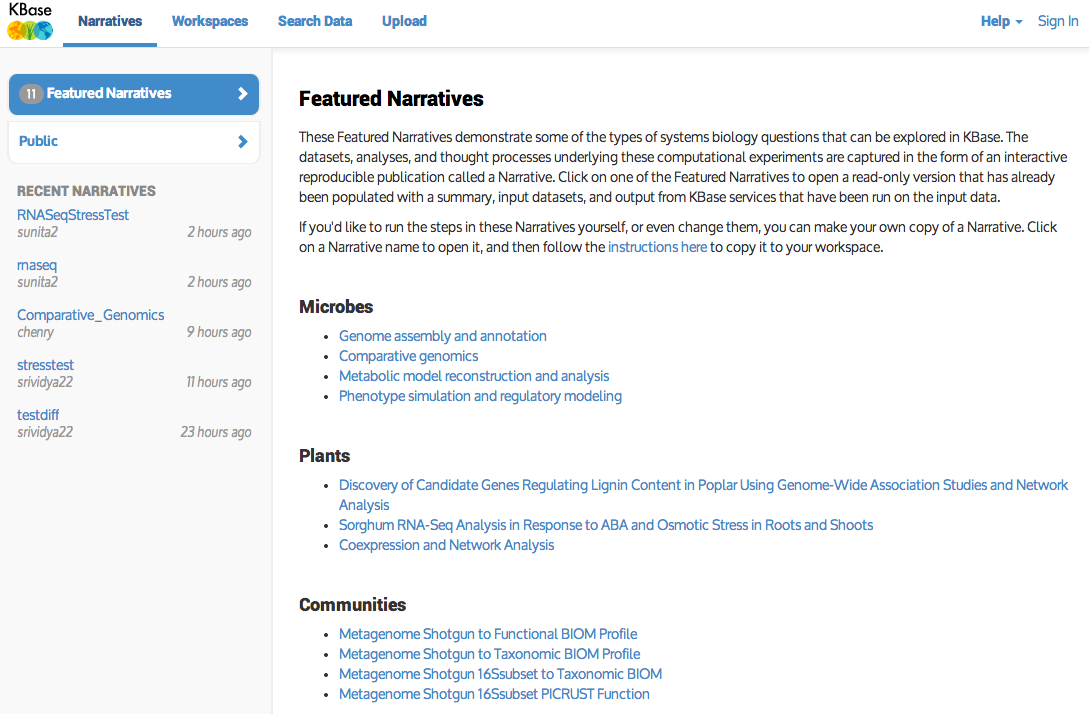 KBase
Narratives
Workspaces
Search Data
Upload
Help
Sign In
11 Featured Narratives
Public
RECENT NARRATIVES
RNASeqStressTest
sunita2 2 hours ago
rnaseq
sunita2 2 hours ago
Comparative_Genomics
chenry 9 hours ago
stresstest
srividya22 11 hours ago
testdiff
srividya22 23 hours ago
Featured Narratives
These Featured Narratives demonstrate some of the types of systems biology questions that can be explored in KBase. The
datasets, analyses, and thought processes underlying these computational experiments are captured in the form of an interactive
reproducible publication called a Narrative. Click on one of the Featured Narratives to open a read-only version that has already
been populated with a summary, input datasets, and output from KBase services that have been run on the input data.
If you'd like to run the steps in these Narratives yourself, or even change them, you can make your own copy of a Narrative. Click
on a Narrative name to open it, and then follow the instructions here to copy it to your workspace.
Microbes
• Genome assembly and annotation
• Comparative genomics
• Metabolic model reconstruction and analysis
• Phenotype simulation and regulatory modeling
Plants
• Discovery of Candidate Genes Regulating Lignin Content in Poplar Using Genome-Wide Association Studies and Network
Analysis
• Sorghum RNA-Seq Analysis in Response to ABA and Osmotic Stress in Roots and Shoots
• Coexpression and Network Analysis
Communities
• Metagenome Shotgun to Functional BIOM Profile
• Metagenome Shotgun to Taxonomic BIOM Profile
• Metagenome Shotgun 16Ssubset to Taxonomic BIOM
• Metagenome Shotgun 16Ssubset PICRUST Function